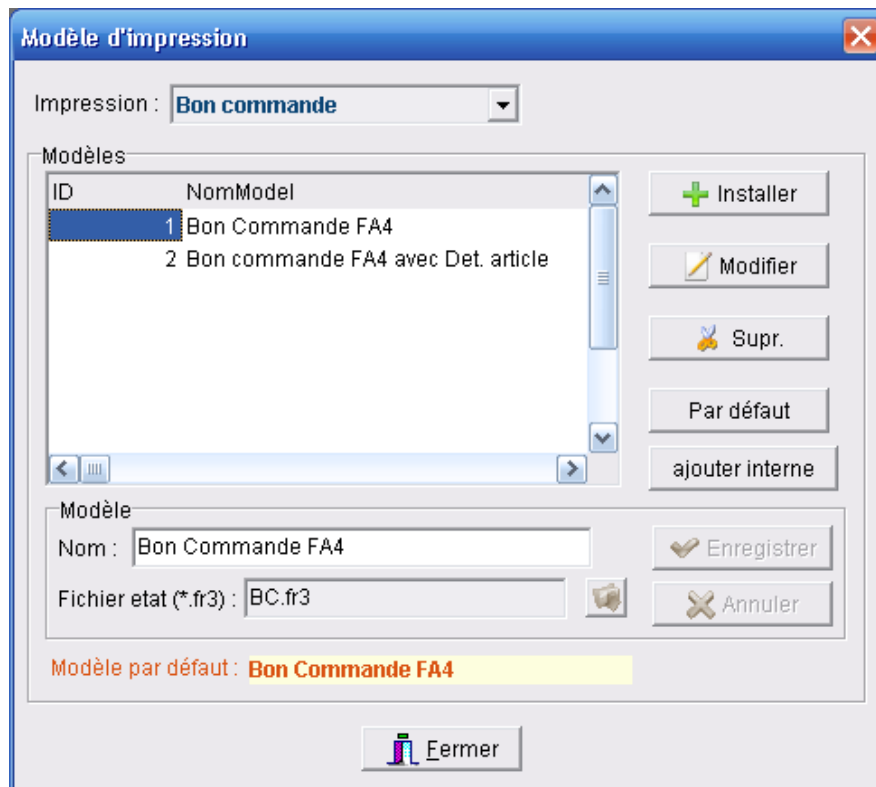 Modèle d'impression
Impression : Bon commande
Modèles
ID NomModel
1 Bon Commande FA4
2 Bon commande FA4 avec Det. article
Installer
Modifier
Supr.
Par défaut
ajouter interne
Modèle
Nom : Bon Commande FA4
Enregistrer
Fichier etat (*.fr3) : BC.fr3
Annuler
Modèle par défaut : Bon Commande FA4
Fermer